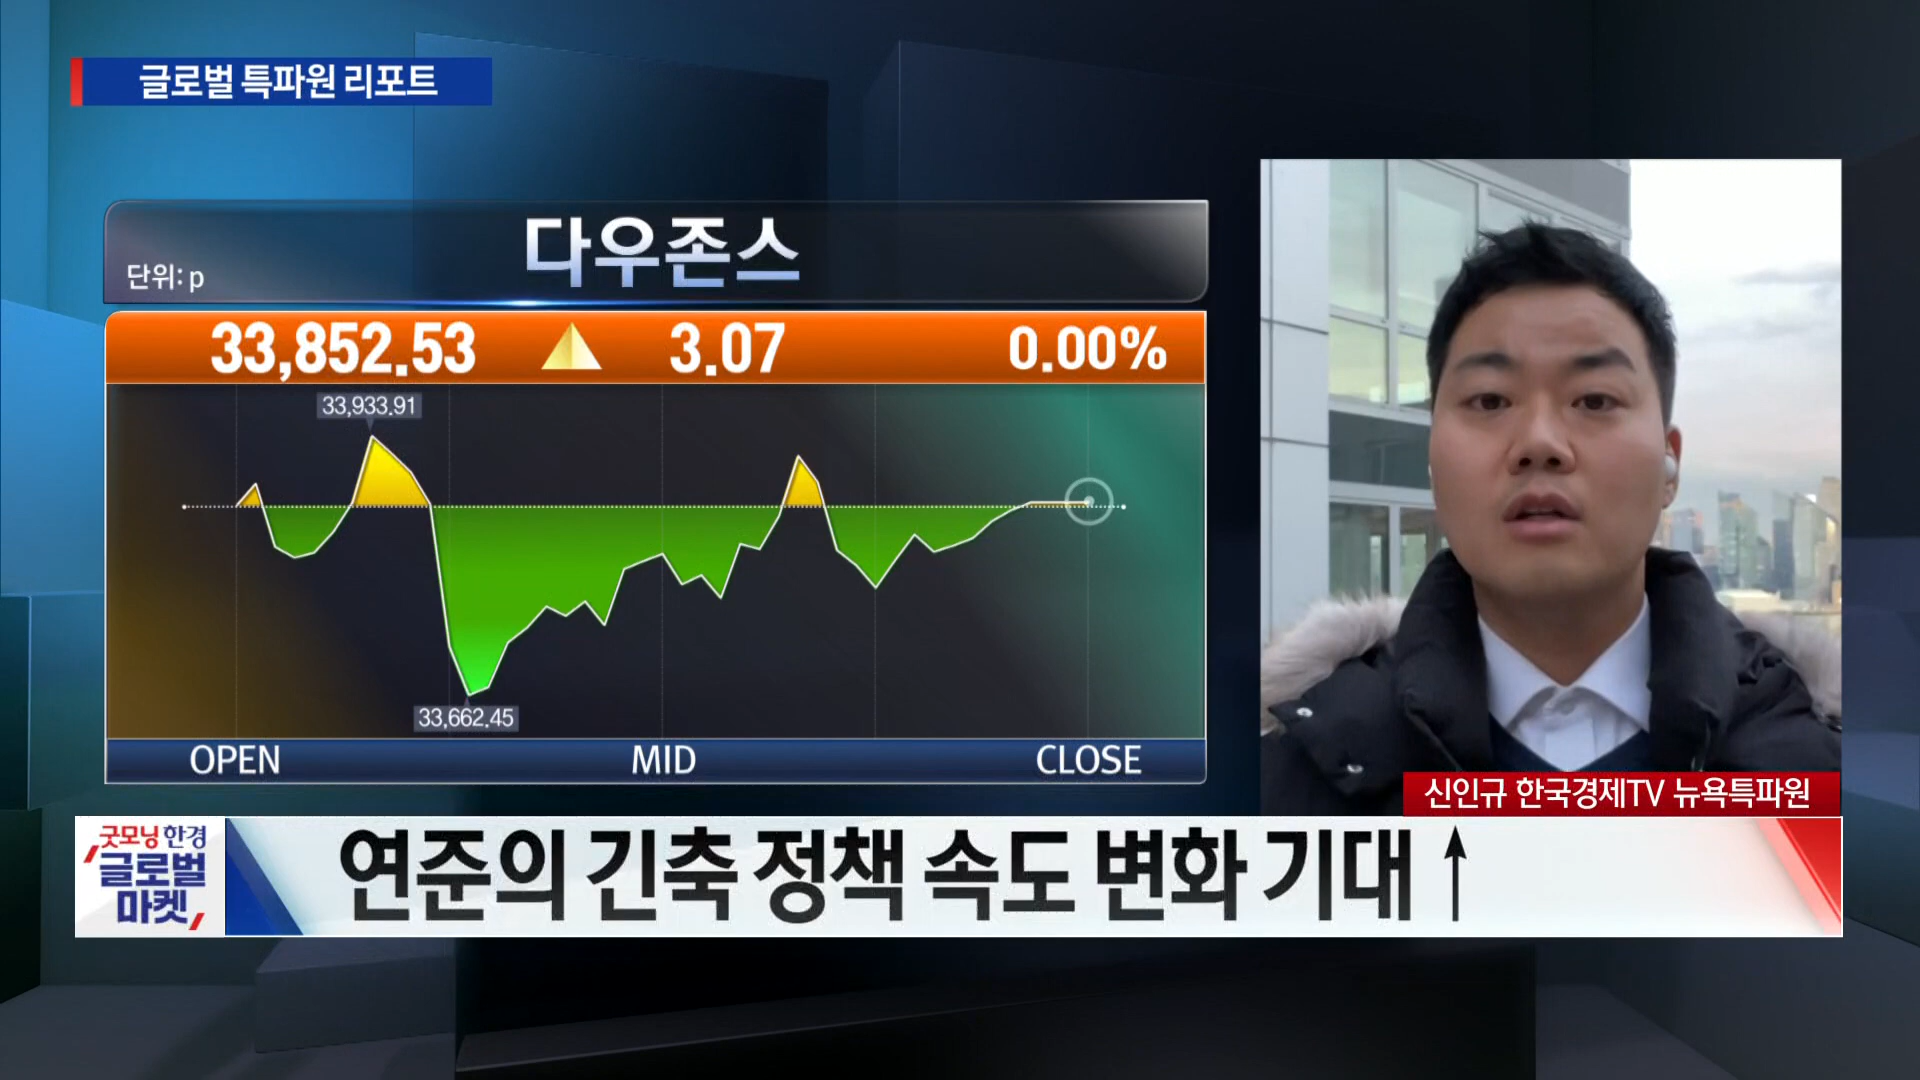 글로벌 특파원 리포트
다우존스
단위: p
33,852.53 ▲ 3.07 0.00%
33,933.91
33,662.45
OPEN MID CLOSE
신인규 한국경제TV 뉴욕특파원
굿모닝 한경
글로벌
마켓
연준의 긴축 정책 속도 변화 기대 ↑